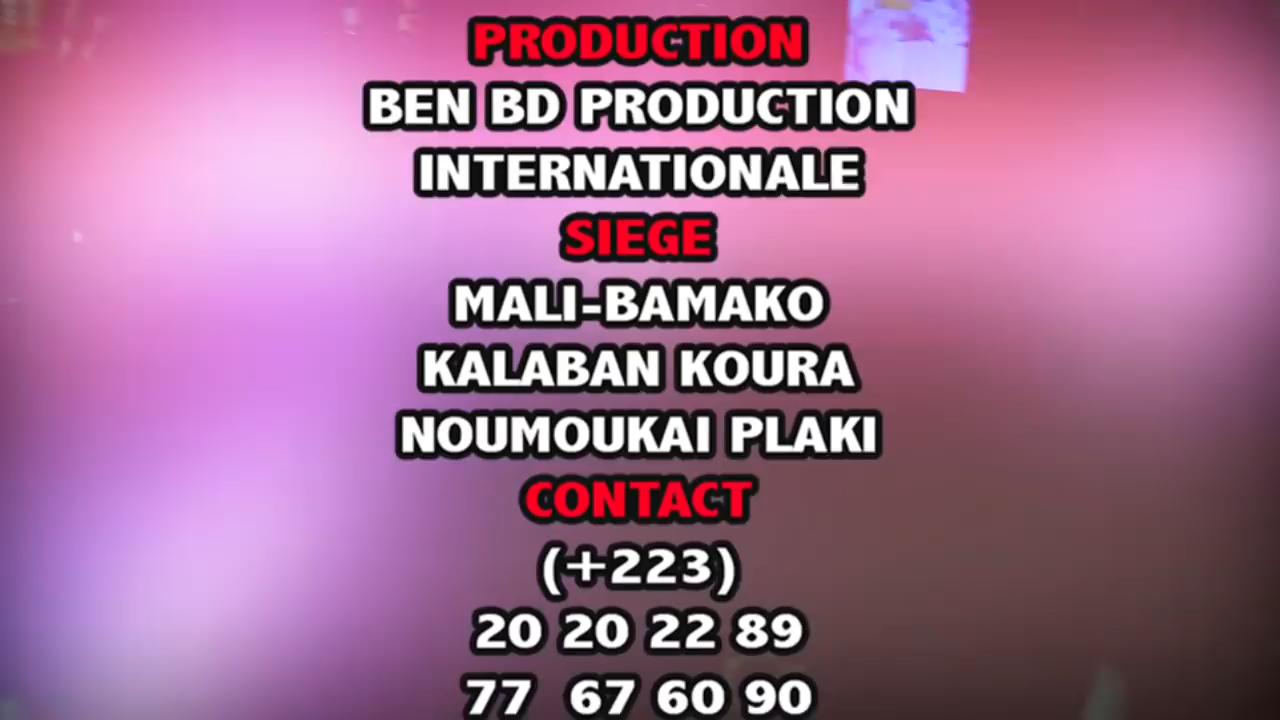 PRODUCTION
BEN BD PRODUCTION
INTERNATIONALE
SIEGE
MALI-BAMAKO
KALABAN KOURA
NOUMOUKAI PLAKI
CONTACT
(+223)
20 20 22 89
77 67 60 90